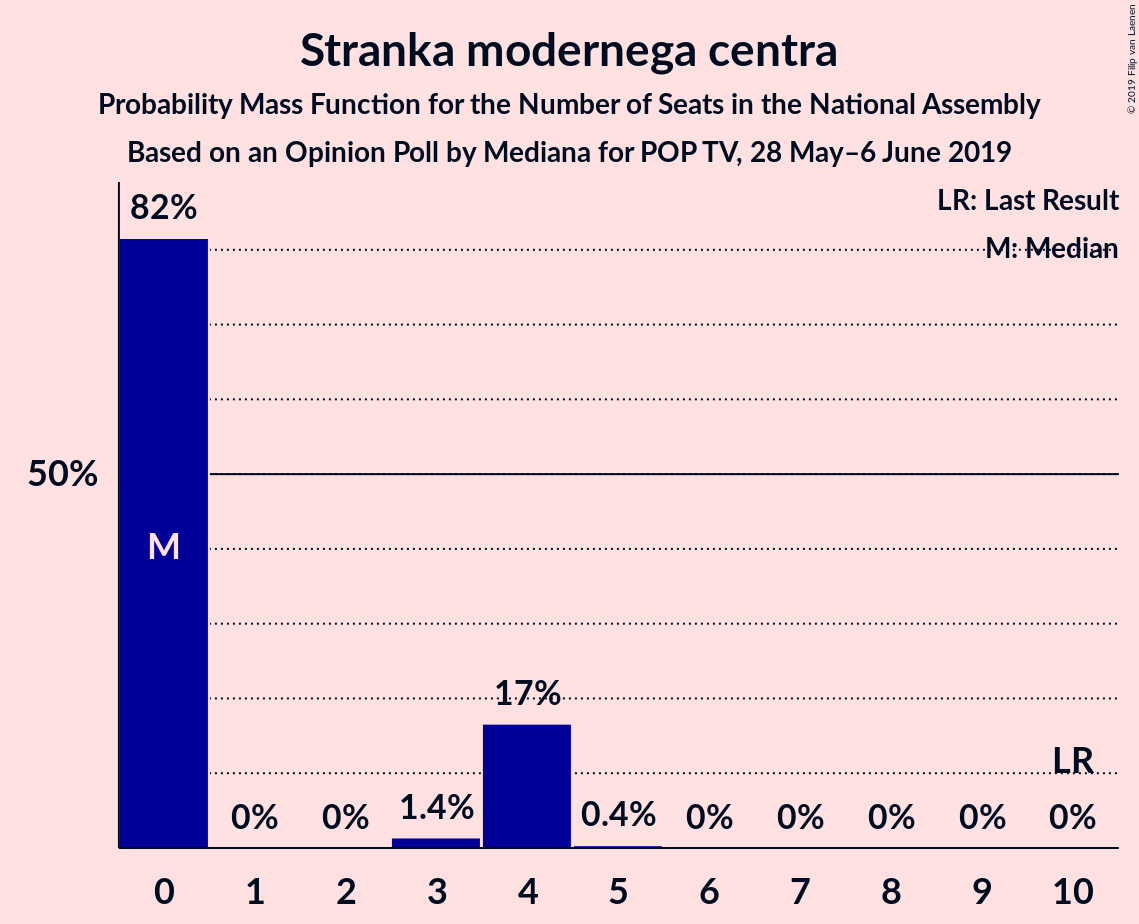 Stranka modernega centra
Probability Mass Function for the Number of Seats in the National Assembly
Based on an Opinion Poll by Mediana for POP TV, 28 May–6 June 2019
© 2019 Filip van Laenen
LR: Last Result
M: Median
82%
50%
M
17%
LR
0% 0% 1.4% 0.4% 0% 0% 0% 0% 0%
0 1 2 3 4 5 6 7 8 9 10